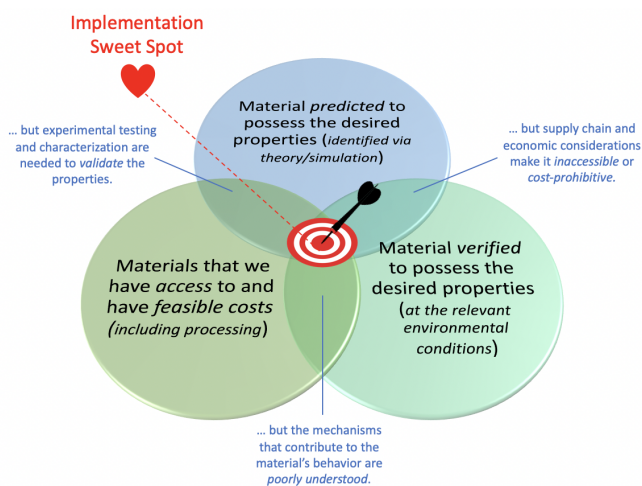 Implementation
Sweet Spot
Material predicted to
possess the desired
properties (identified via
theory/simulation)
... but experimental testing
and characterization are
needed to validate the
properties.
... but supply chain and
economic considerations
make it inaccessible or
cost-prohibitive.
Materials that we
have access to and
have feasible costs
(including processing)
Material verified
to possess the
desired properties
(at the relevant
environmental
conditions)
... but the mechanisms
that contribute to the
material's behavior are
poorly understood.